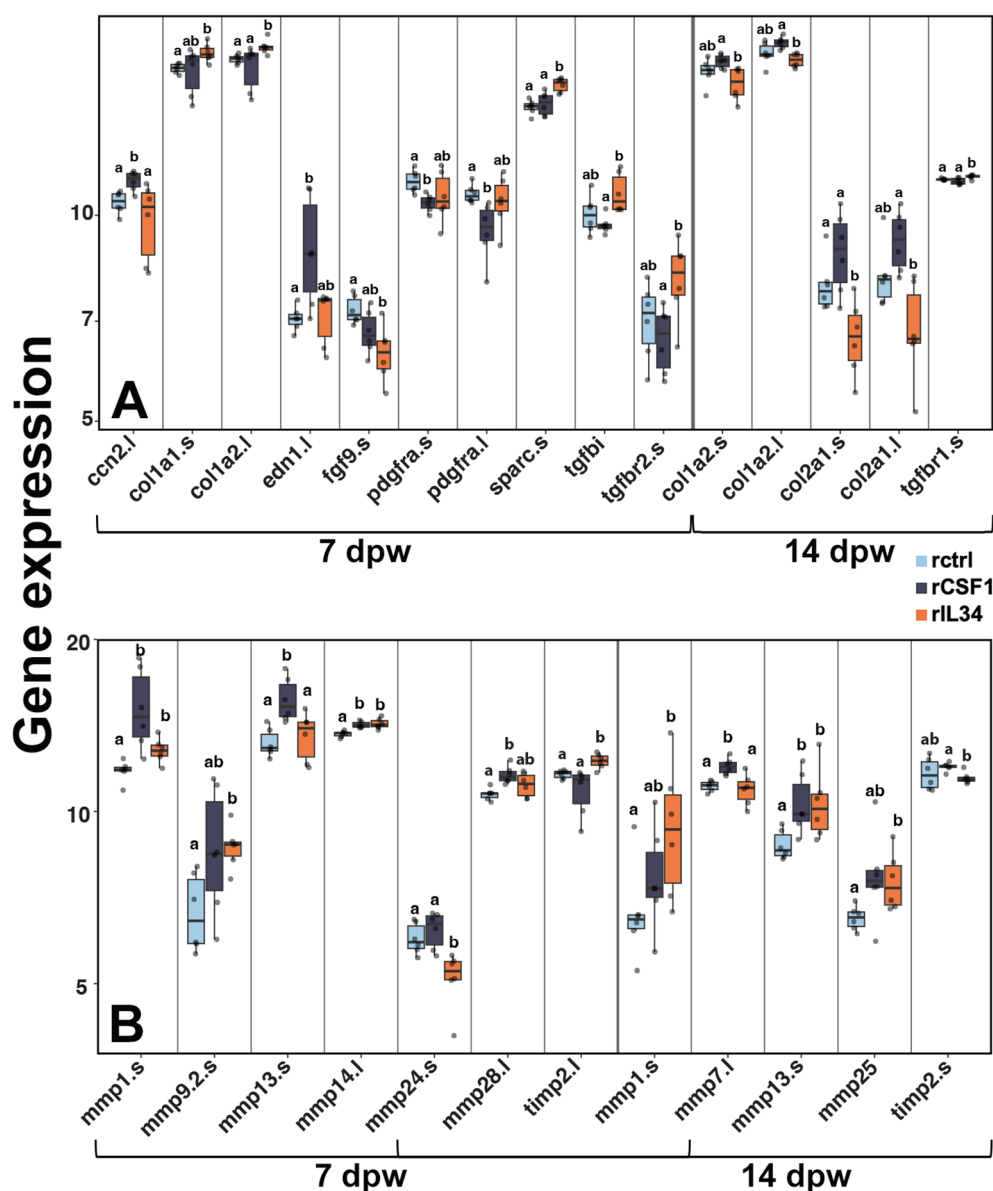 Gene expression
a ab b a a b a a b a ab b ab a b
b a b ab a b a a b
a a b ab a b ab b ab b ab a a
10 b a a ab b a a b
a ab a a b ab a b
7
5 A
ccn2.l col1a1.s col1a2.l edn1.l fgf9.s pdgfra.s pdgfra.l sparc.s tgfbi tgfbr2.s col1a2.s col1a2.l col2a1.s col2a1.l tgfbr1.s
7 dpw 14 dpw
rctrl
rCSF1
rIL34
20
b b a b b b b
a b a a b b a b ab a b
a ab b a a ab a ab a a ab b
10
a a a b a
5 B
mmp1.s mmp9.2.s mmp13.s mmp14.l mmp24.s mmp28.l timp2.l mmp1.s mmp7.l mmp13.s mmp25 timp2.s
7 dpw 14 dpw